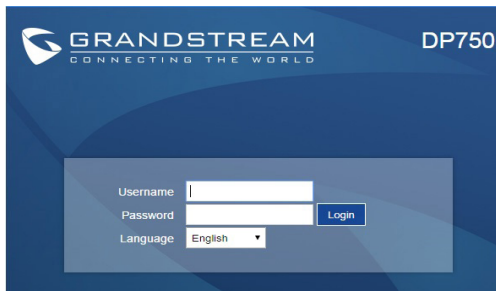 GRANDSTREAM DP750
CONNECTING THE WORLD
Username
Password Login
Language English